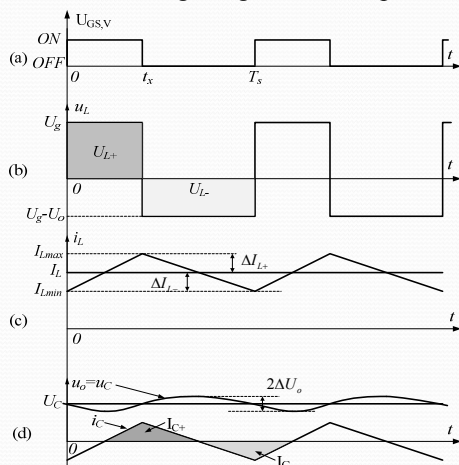 U_GS,V
ON
(a)
OFF
t
0
t_x
T_s
u_L
U_g
U_L+
(b)
0
U_L-
t
U_g-U_o
i_L
I_Lmax
ΔI_L+
I_L
ΔI_L-
I_Lmin
(c)
0
t
u_o=u_C
2ΔU_o
U_C
i_C
I_C+
(d)
0
t
I_C-